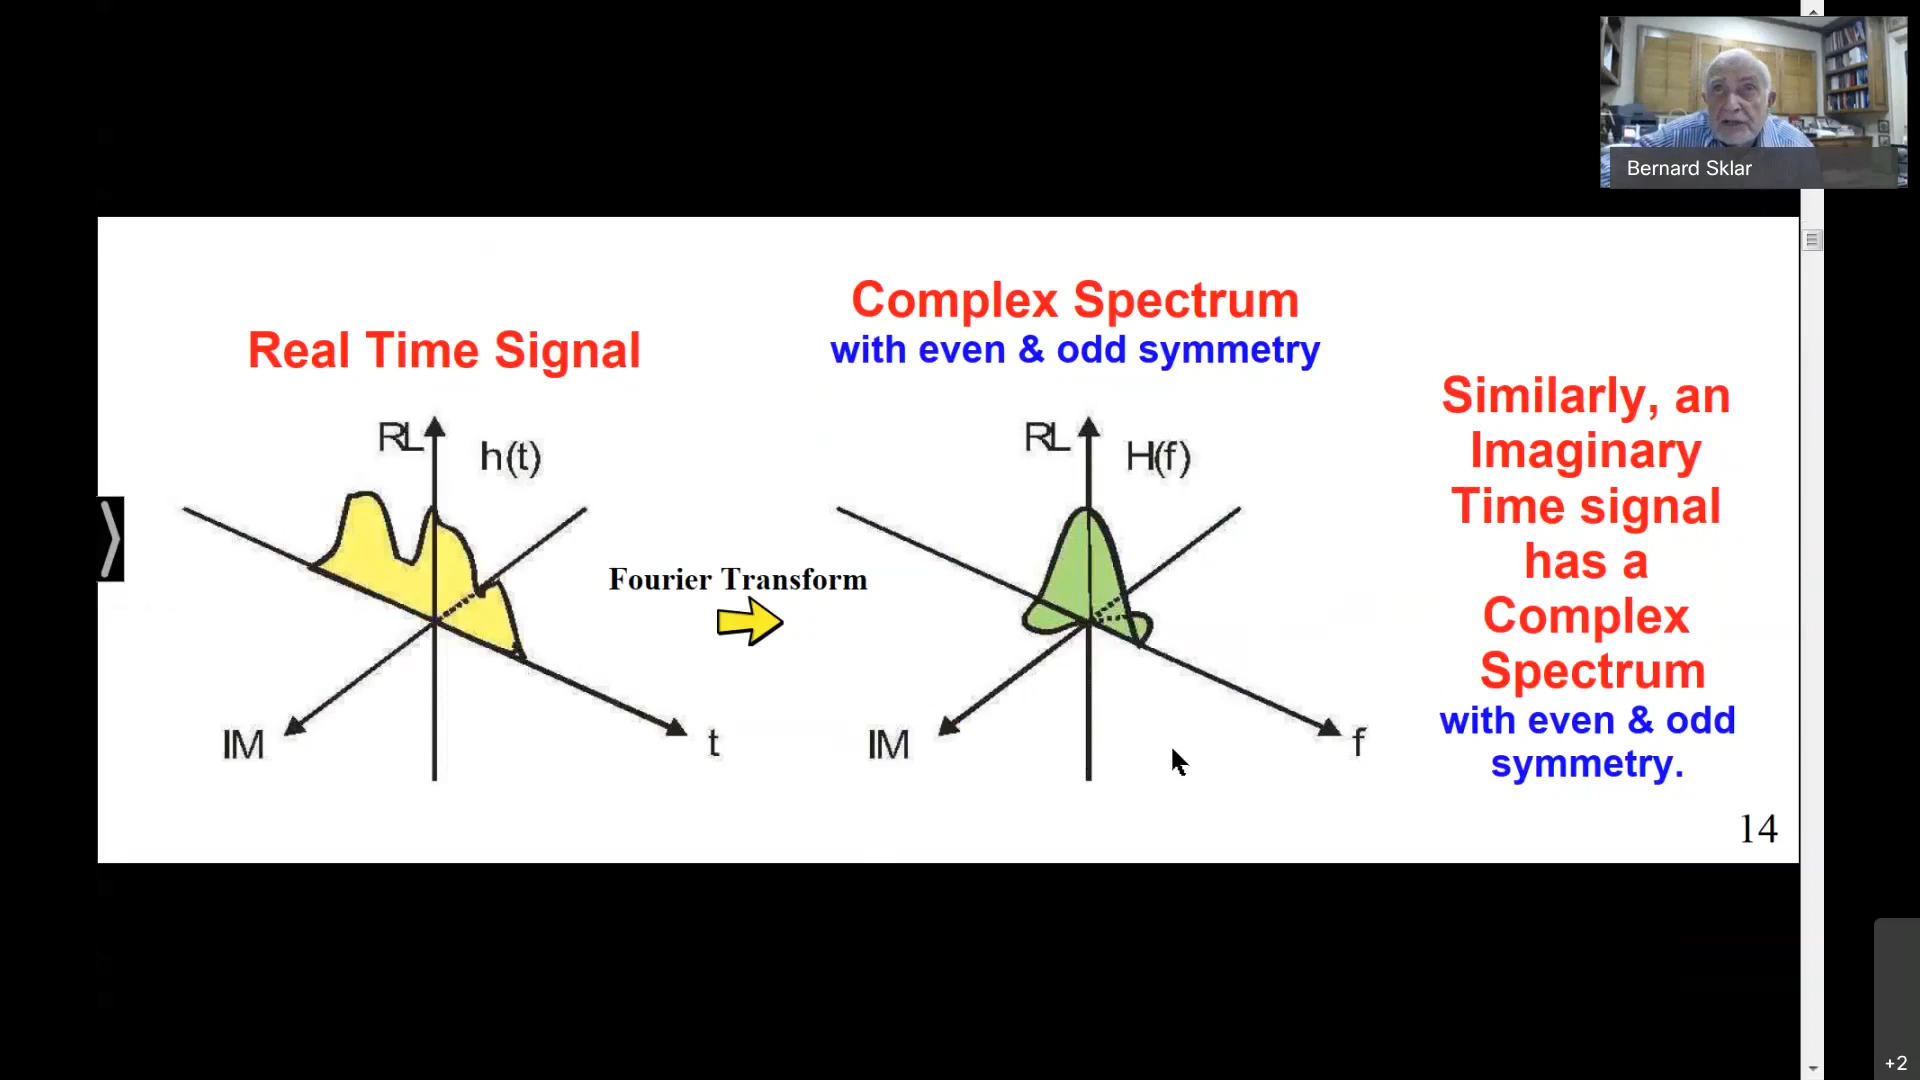 Bernard Sklar
Real Time Signal
Complex Spectrum
with even & odd symmetry
RL
h(t)
IM
t
Fourier Transform
RL
H(f)
IM
f
Similarly, an
Imaginary
Time signal
has a
Complex
Spectrum
with even & odd
symmetry.
14
+2